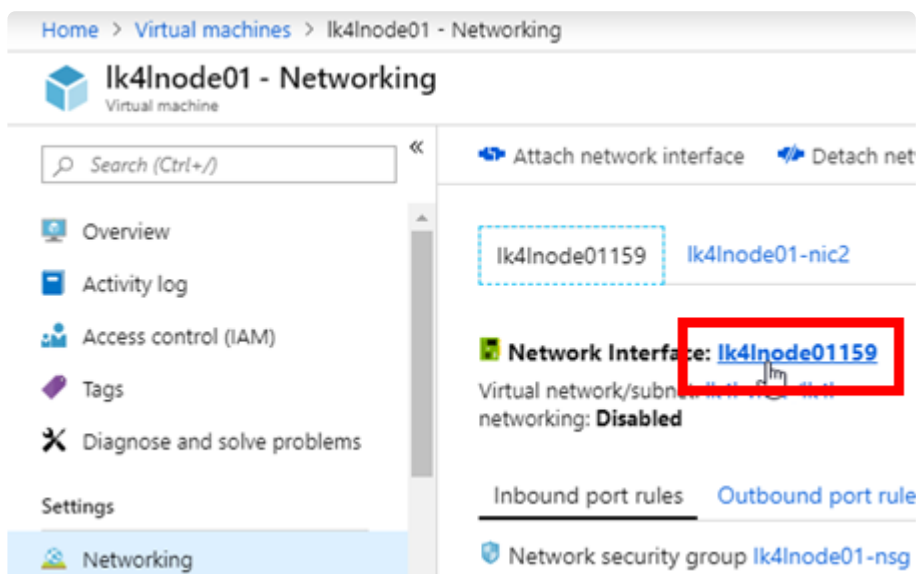 Home > Virtual machines > lk4lnode01 - Networking
lk4lnode01 - Networking
Virtual machine
Search (Ctrl+/)
«
Overview
Activity log
Access control (IAM)
Tags
Diagnose and solve problems
Settings
Networking
Attach network interface Detach net
lk4lnode01159 lk4lnode01-nic2
Network Interface: lk4lnode01159
Virtual network/subnet:
networking: Disabled
Inbound port rules Outbound port rule
Network security group lk4lnode01-nsg